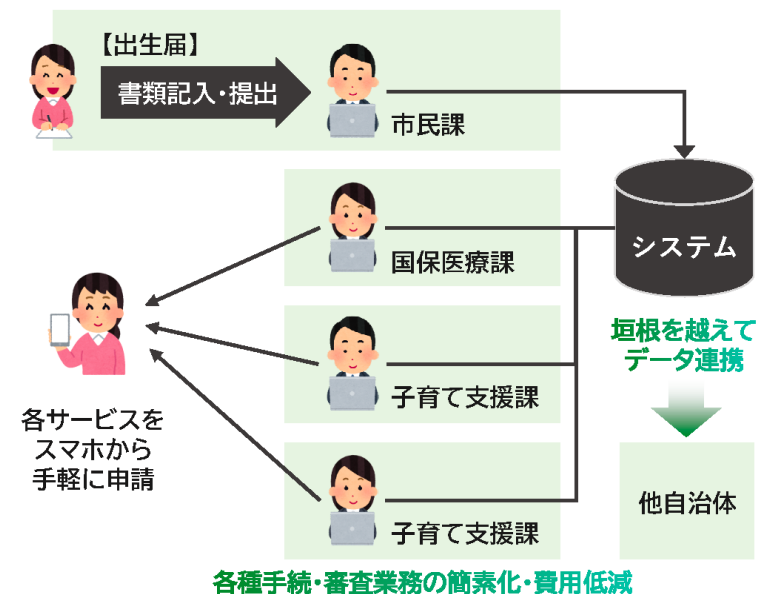 【出生届】
書類記入・提出
市民課
システム
国保医療課
垣根を越えて
データ連携
子育て支援課
各サービスを
スマホから
手軽に申請
他自治体
子育て支援課
各種手続・審査業務の簡素化・費用低減